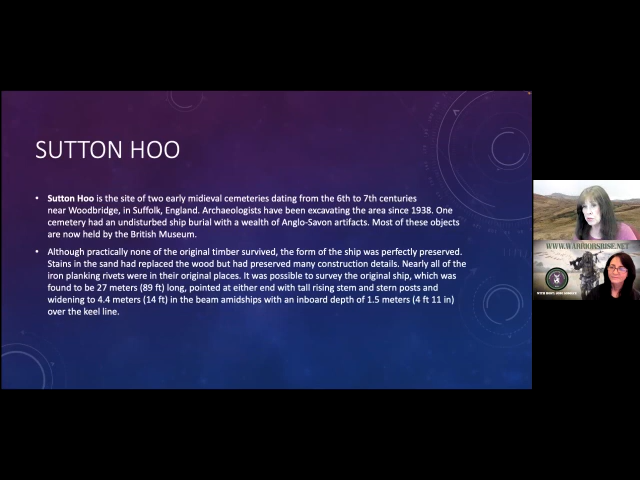 SUTTON HOO
• Sutton Hoo is the site of two early midieval cemeteries dating from the 6th to 7th centuries
near Woodbridge, in Suffolk, England. Archaeologists have been excavating the area since 1938. One
cemetery had an undisturbed ship burial with a wealth of Anglo-Savon artifacts. Most of these objects
are now held by the British Museum.
• Although practically none of the original timber survived, the form of the ship was perfectly preserved.
Stains in the sand had replaced the wood but had preserved many construction details. Nearly all of the
iron planking rivets were in their original places. It was possible to survey the original ship, which was
found to be 27 meters (89 ft) long, pointed at either end with tall rising stem and stern posts and
widening to 4.4 meters (14 ft) in the beam amidships with an inboard depth of 1.5 meters (4 ft 11 in)
over the keel line.
WWW.WARRIORSRISE.NET